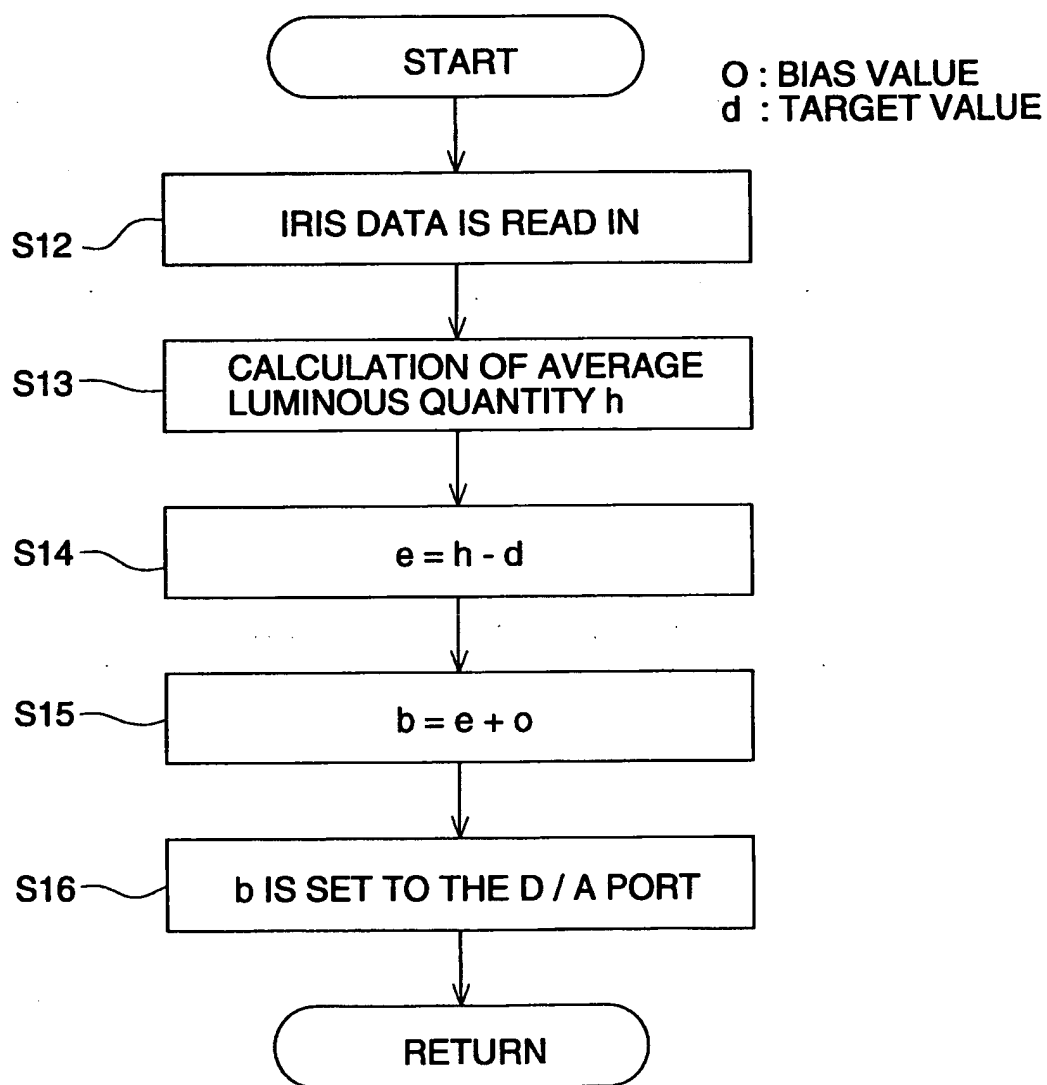 START
O : BIAS VALUE
d : TARGET VALUE
S12
IRIS DATA IS READ IN
S13
CALCULATION OF AVERAGE
LUMINOUS QUANTITY h
S14
e = h - d
S15
b = e + o
S16
b IS SET TO THE D / A PORT
RETURN